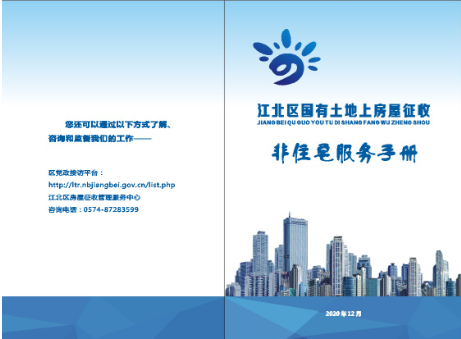 您还可以通过以下方式了解、
咨询和监督我们的工作——
区党政接访平台：
http://ltr.nbjiangbei.gov.cn/list.php
江北区房屋征收管理服务中心
咨询电话：0574-87283599
江北区国有土地上房屋征收
JIANG BEI QU GUO YOU TU DI SHANG FANG WU ZHENG SHOU
非住宅服务手册
2020年12月